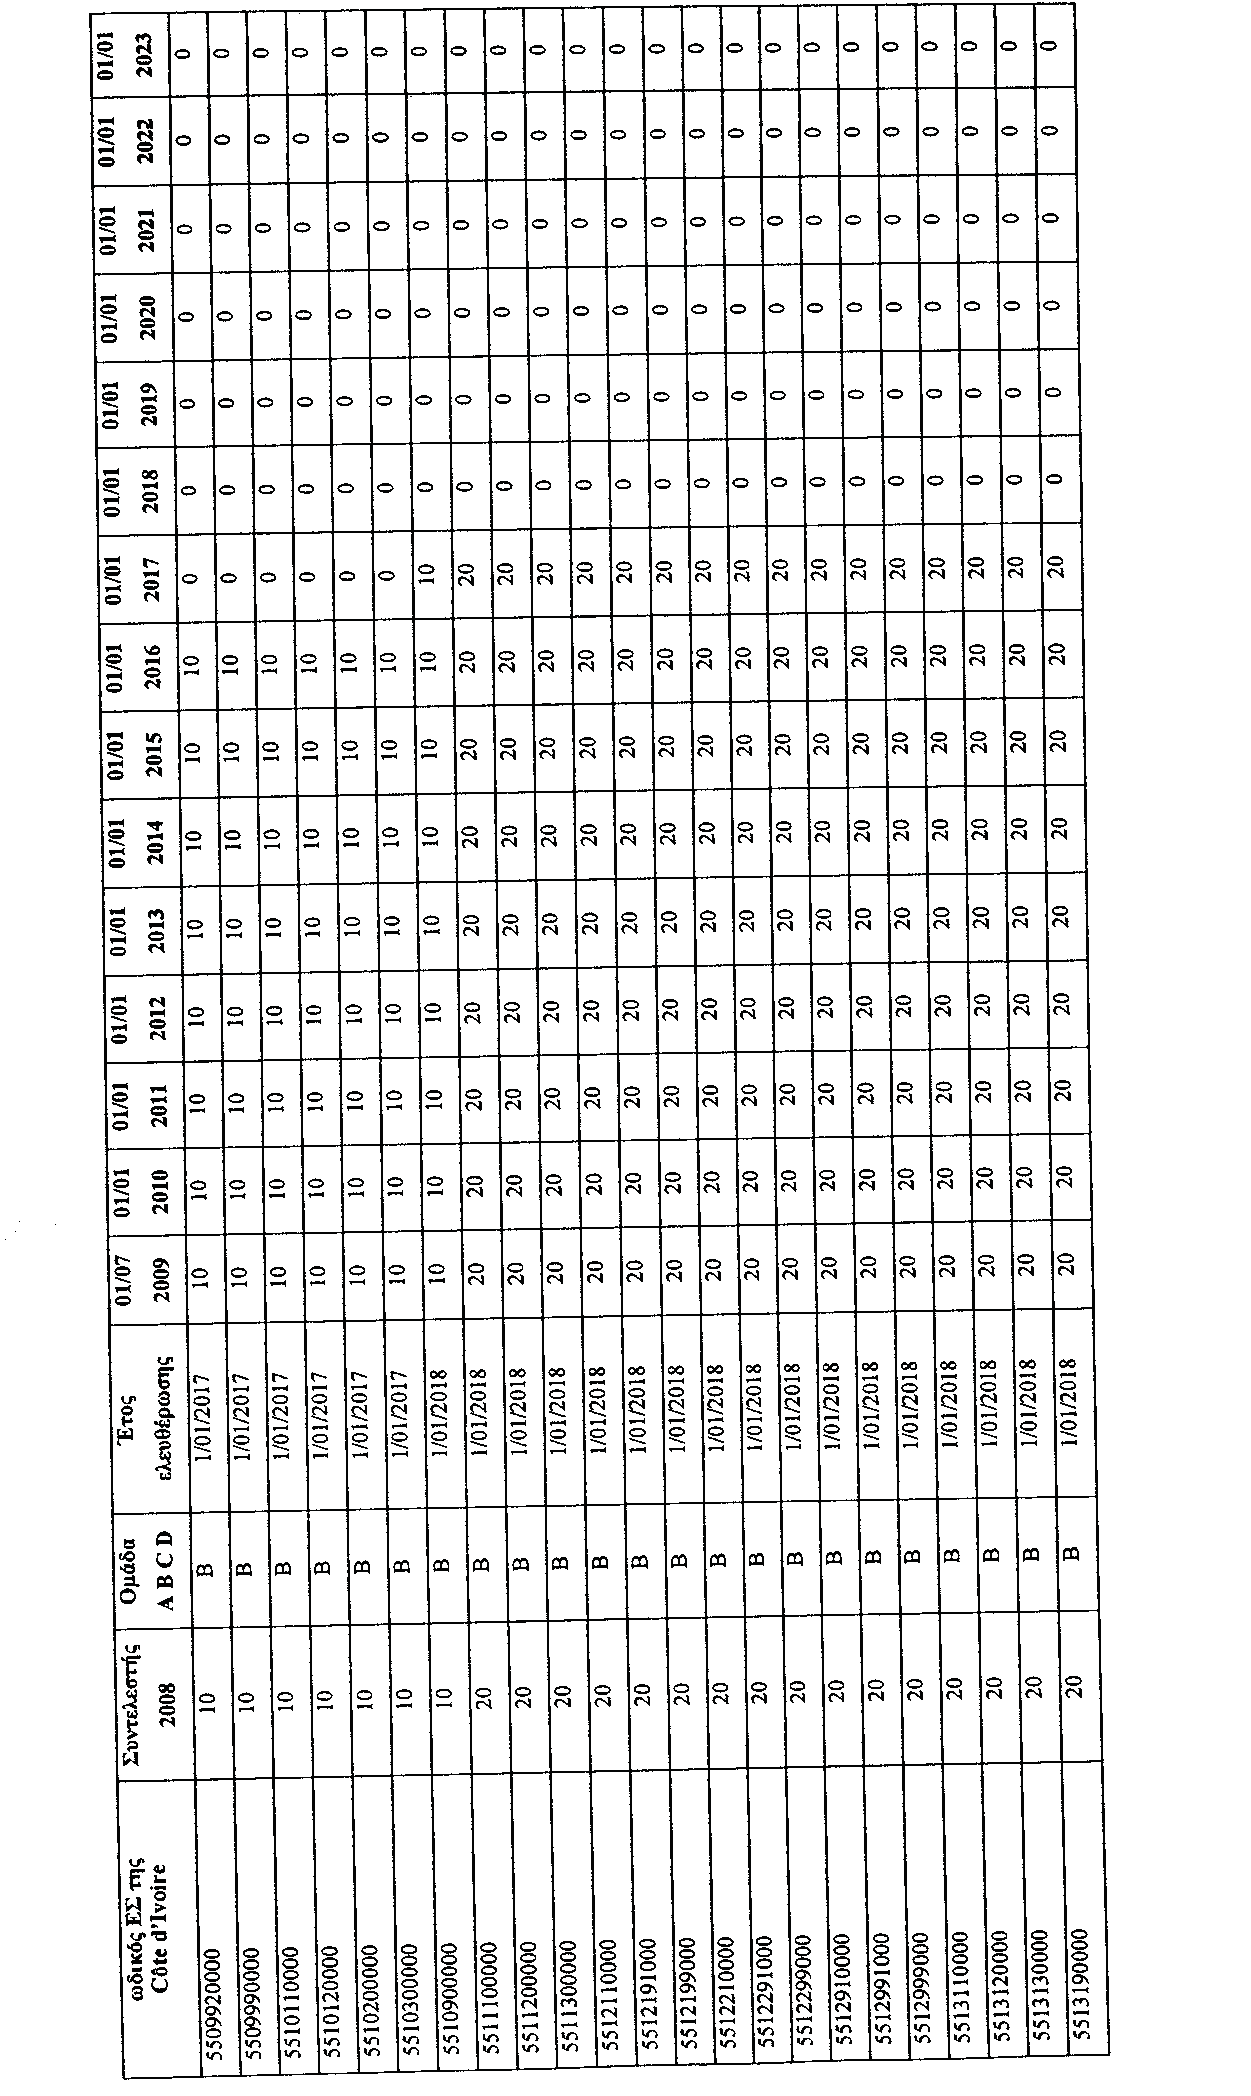 ωδικός ΕΣ της Côte d'Ivoire | Συντελεστής 2008 | Ομάδα A B C D | Έτος ελευθέρωσης | 01/07 2009 | 01/01 2010 | 01/01 2011 | 01/01 2012 | 01/01 2013 | 01/01 2014 | 01/01 2015 | 01/01 2016 | 01/01 2017 | 01/01 2018 | 01/01 2019 | 01/01 2020 | 01/01 2021 | 01/01 2022 | 01/01 2023
5509920000 10 B 1/01/2017 10 10 10 10 10 10 10 10 0 0 0 0 0 0 0
5509990000 10 B 1/01/2017 10 10 10 10 10 10 10 10 0 0 0 0 0 0 0
5510110000 10 B 1/01/2017 10 10 10 10 10 10 10 10 0 0 0 0 0 0 0
5510120000 10 B 1/01/2017 10 10 10 10 10 10 10 10 0 0 0 0 0 0 0
5510200000 10 B 1/01/2017 10 10 10 10 10 10 10 10 0 0 0 0 0 0 0
5510300000 10 B 1/01/2017 10 10 10 10 10 10 10 10 0 0 0 0 0 0 0
5510900000 10 B 1/01/2018 10 10 10 10 10 10 10 10 10 0 0 0 0 0 0
5511100000 20 B 1/01/2018 20 20 20 20 20 20 20 20 20 0 0 0 0 0 0
5511200000 20 B 1/01/2018 20 20 20 20 20 20 20 20 20 0 0 0 0 0 0
5511300000 20 B 1/01/2018 20 20 20 20 20 20 20 20 20 0 0 0 0 0 0
5512110000 20 B 1/01/2018 20 20 20 20 20 20 20 20 20 0 0 0 0 0 0
5512191000 20 B 1/01/2018 20 20 20 20 20 20 20 20 20 0 0 0 0 0 0
5512199000 20 B 1/01/2018 20 20 20 20 20 20 20 20 20 0 0 0 0 0 0
5512210000 20 B 1/01/2018 20 20 20 20 20 20 20 20 20 0 0 0 0 0 0
5512291000 20 B 1/01/2018 20 20 20 20 20 20 20 20 20 0 0 0 0 0 0
5512299000 20 B 1/01/2018 20 20 20 20 20 20 20 20 20 0 0 0 0 0 0
5512910000 20 B 1/01/2018 20 20 20 20 20 20 20 20 20 0 0 0 0 0 0
5512991000 20 B 1/01/2018 20 20 20 20 20 20 20 20 20 0 0 0 0 0 0
5512999000 20 B 1/01/2018 20 20 20 20 20 20 20 20 20 0 0 0 0 0 0
5513110000 20 B 1/01/2018 20 20 20 20 20 20 20 20 20 0 0 0 0 0 0
5513120000 20 B 1/01/2018 20 20 20 20 20 20 20 20 20 0 0 0 0 0 0
5513130000 20 B 1/01/2018 20 20 20 20 20 20 20 20 20 0 0 0 0 0 0
5513190000 20 B 1/01/2018 20 20 20 20 20 20 20 20 20 0 0 0 0 0 0